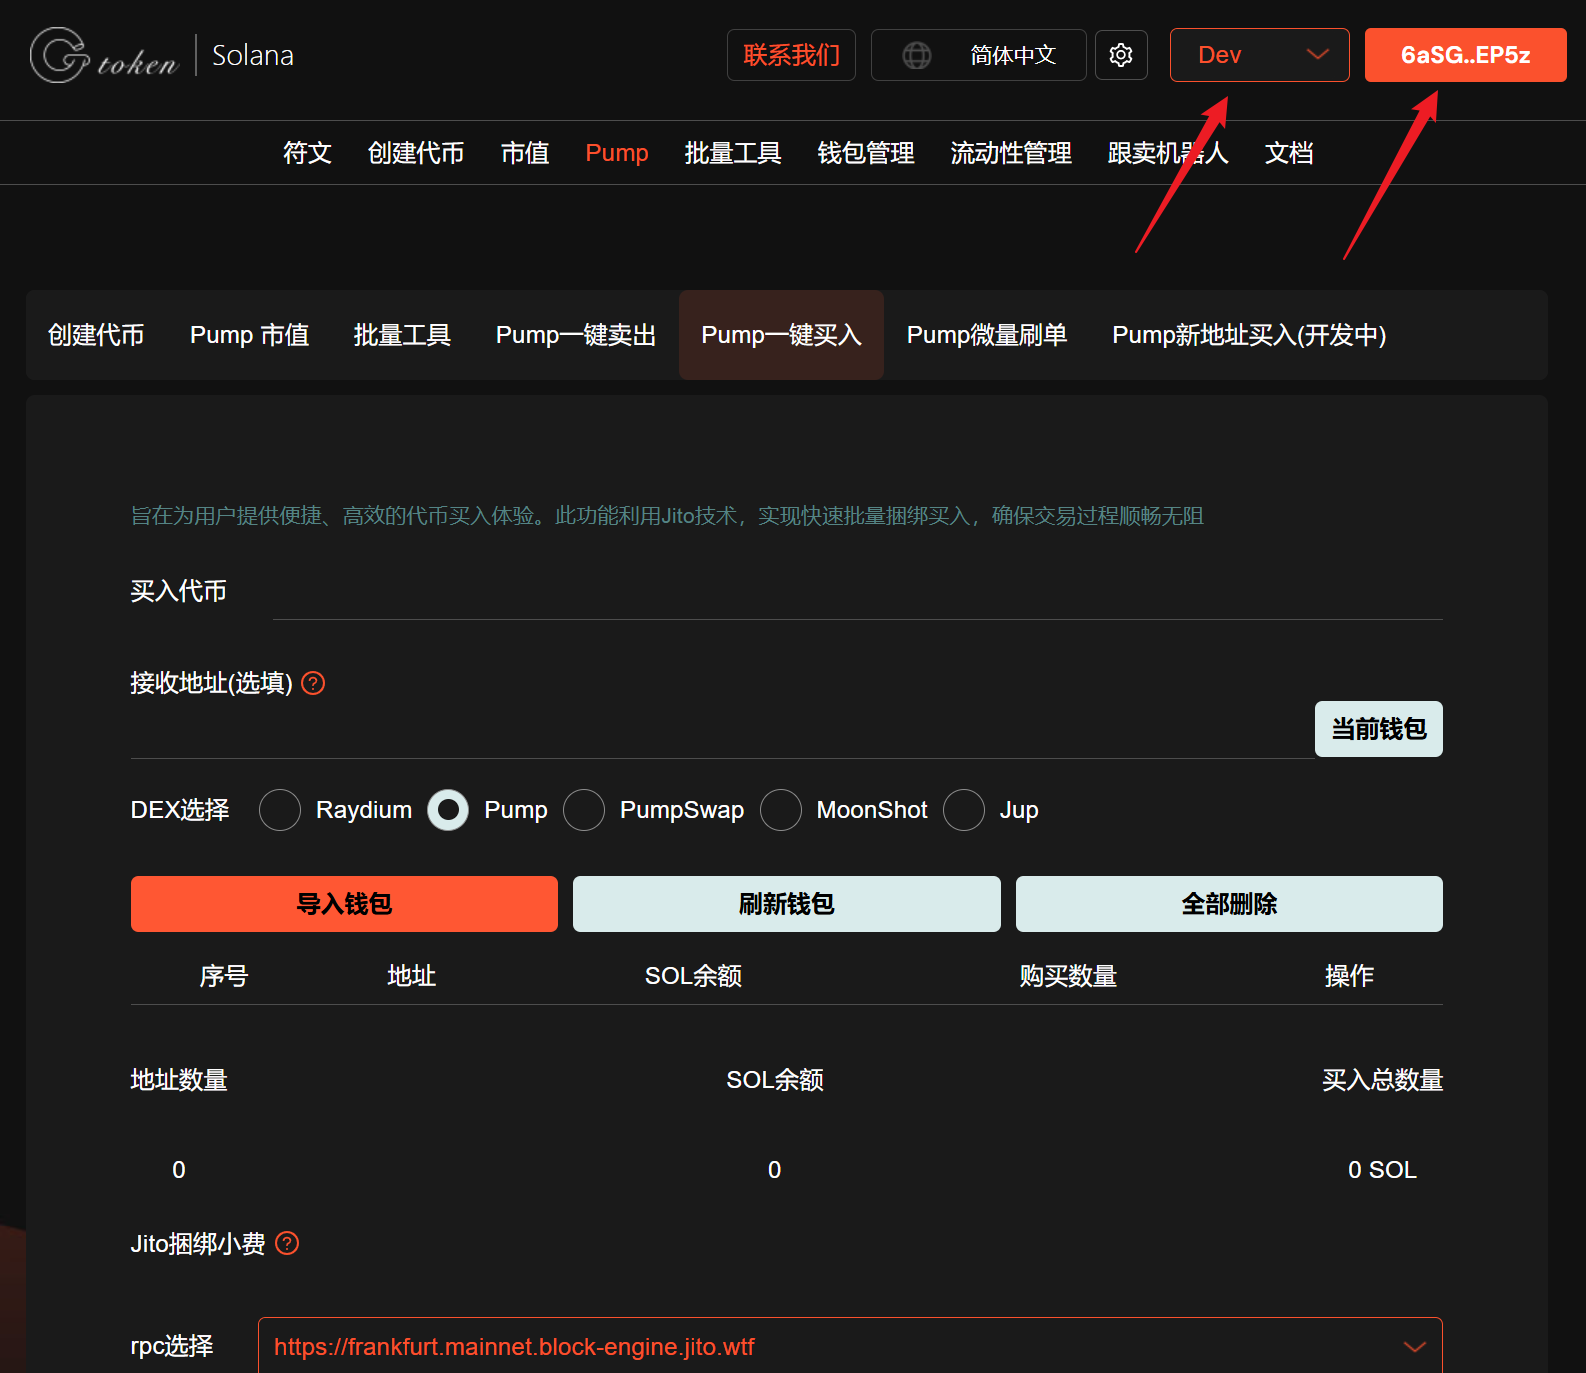 Gtoken Solana
联系我们 简体中文 Dev 6aSG..EP5z
符文 创建代币 市值 Pump 批量工具 钱包管理 流动性管理 跟卖机器人 文档
创建代币 Pump 市值 批量工具 Pump一键卖出 Pump一键买入 Pump微量刷单 Pump新地址买入(开发中)
旨在为用户提供便捷、高效的代币买入体验。此功能利用Jito技术，实现快速批量捆绑买入，确保交易过程顺畅无阻
买入代币
接收地址(选填) ?
当前钱包
DEX选择 Raydium Pump PumpSwap MoonShot Jup
导入钱包 刷新钱包 全部删除
序号 地址 SOL余额 购买数量 操作
地址数量 SOL余额 买入总数量
0 0 0 SOL
Jito捆绑小费 ?
rpc选择 https://frankfurt.mainnet.block-engine.jito.wtf